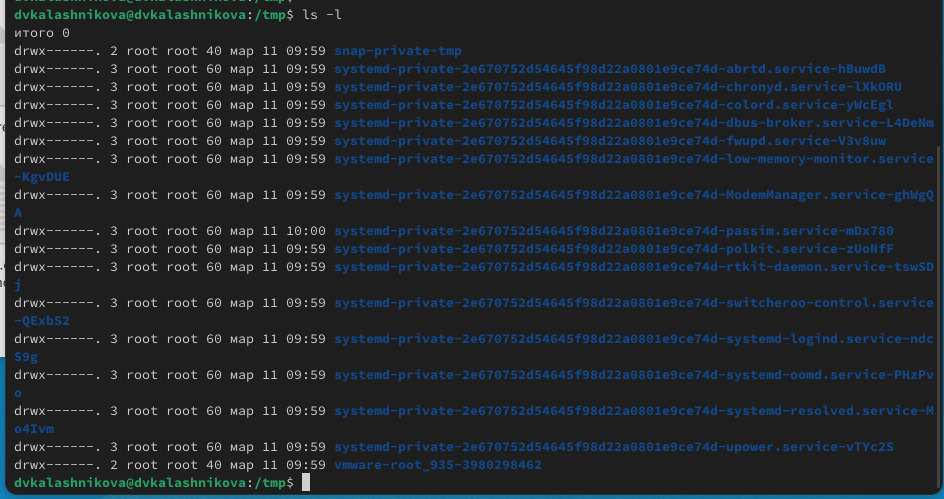 dvkalashnikova@dvkalashnikova:/tmp$ ls -l
итого 0
drwx------. 2 root root 40 мар 11 09:59 snap-private-tmp
drwx------. 3 root root 60 мар 11 09:59 systemd-private-2e670752d54645f98d22a0801e9ce74d-abrtd.service-hBuwdB
drwx------. 3 root root 60 мар 11 09:59 systemd-private-2e670752d54645f98d22a0801e9ce74d-chronyd.service-lXkORU
drwx------. 3 root root 60 мар 11 09:59 systemd-private-2e670752d54645f98d22a0801e9ce74d-colord.service-yWcEgl
drwx------. 3 root root 60 мар 11 09:59 systemd-private-2e670752d54645f98d22a0801e9ce74d-dbus-broker.service-L4DeNm
drwx------. 3 root root 60 мар 11 09:59 systemd-private-2e670752d54645f98d22a0801e9ce74d-fwupd.service-V3v8uw
drwx------. 3 root root 60 мар 11 09:59 systemd-private-2e670752d54645f98d22a0801e9ce74d-low-memory-monitor.service
-KgvDUE
drwx------. 3 root root 60 мар 11 09:59 systemd-private-2e670752d54645f98d22a0801e9ce74d-ModemManager.service-ghWgQ
A
drwx------. 3 root root 60 мар 11 10:00 systemd-private-2e670752d54645f98d22a0801e9ce74d-passim.service-mDx780
drwx------. 3 root root 60 мар 11 09:59 systemd-private-2e670752d54645f98d22a0801e9ce74d-polkit.service-zUoNfF
drwx------. 3 root root 60 мар 11 09:59 systemd-private-2e670752d54645f98d22a0801e9ce74d-rtkit-daemon.service-tswSD
j
drwx------. 3 root root 60 мар 11 09:59 systemd-private-2e670752d54645f98d22a0801e9ce74d-switcheroo-control.service
-QExbS2
drwx------. 3 root root 60 мар 11 09:59 systemd-private-2e670752d54645f98d22a0801e9ce74d-systemd-logind.service-ndc
S9g
drwx------. 3 root root 60 мар 11 09:59 systemd-private-2e670752d54645f98d22a0801e9ce74d-systemd-oomd.service-PHzPv
o
drwx------. 3 root root 60 мар 11 09:59 systemd-private-2e670752d54645f98d22a0801e9ce74d-systemd-resolved.service-M
o4Ivm
drwx------. 3 root root 60 мар 11 09:59 systemd-private-2e670752d54645f98d22a0801e9ce74d-upower.service-vTYc2S
drwx------. 2 root root 40 мар 11 09:59 vmware-root_935-3980298462
dvkalashnikova@dvkalashnikova:/tmp$